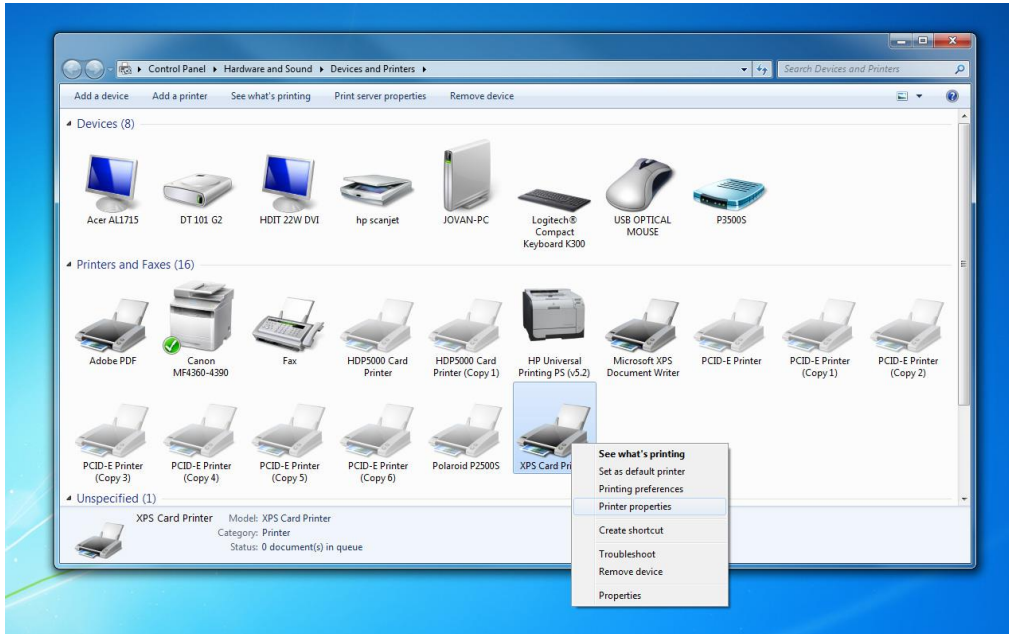 Control Panel ▸ Hardware and Sound ▸ Devices and Printers ▸
Search Devices and Printers
Add a device Add a printer See what's printing Print server properties Remove device
Devices (8)
Acer AL1715 DT 101 G2 HDIT 22W DVI hp scanjet JOVAN-PC Logitech® USB OPTICAL P3500S
Compact MOUSE
Keyboard K300
Printers and Faxes (16)
Adobe PDF Canon Fax HDP5000 Card HDP5000 Card HP Universal Microsoft XPS PCID-E Printer PCID-E Printer PCID-E Printer
MF4360-4390 Printer Printer (Copy 1) Printing PS (v5.2) Document Writer (Copy 1) (Copy 2)
PCID-E Printer PCID-E Printer PCID-E Printer PCID-E Printer Polaroid P2500S XPS Card Pri
(Copy 3) (Copy 4) (Copy 5) (Copy 6)
See what's printing
Set as default printer
Printing preferences
Printer properties
Create shortcut
Troubleshoot
Remove device
Properties
Unspecified (1)
XPS Card Printer Model: XPS Card Printer
Category: Printer
Status: 0 document(s) in queue